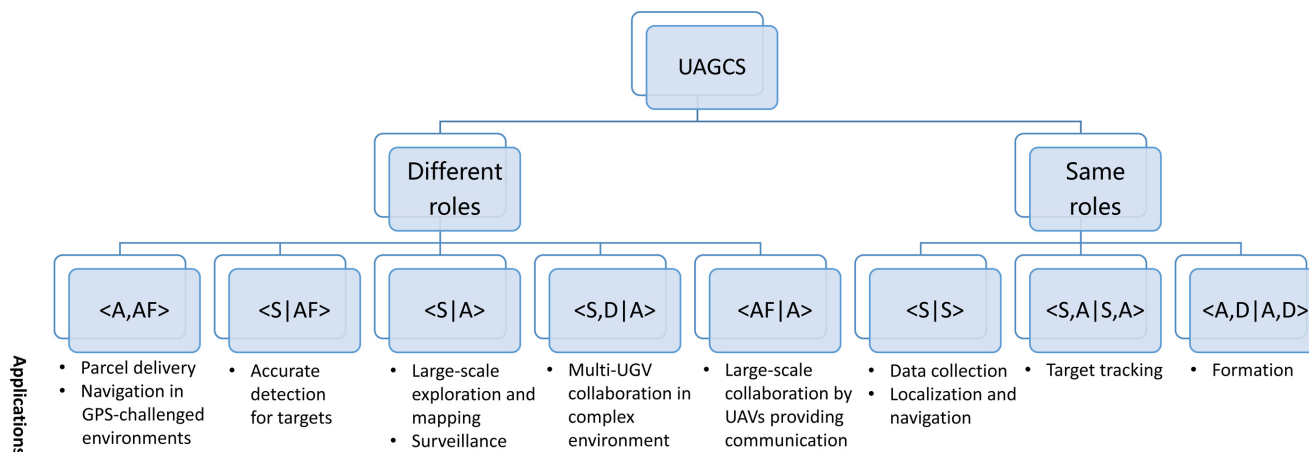 UAGCS
Different
roles
Same
roles
<A,AF>
<S|AF>
<S|A>
<S,D|A>
<AF|A>
<S|S>
<S,A|S,A>
<A,D|A,D>
Applications
• Parcel delivery
• Navigation in
GPS-challenged
environments
• Accurate
detection
for targets
• Large-scale
exploration and
mapping
• Surveillance
• Multi-UGV
collaboration in
complex
environment
• Large-scale
collaboration by
UAVs providing
communication
• Data collection
• Localization and
navigation
• Target tracking
• Formation